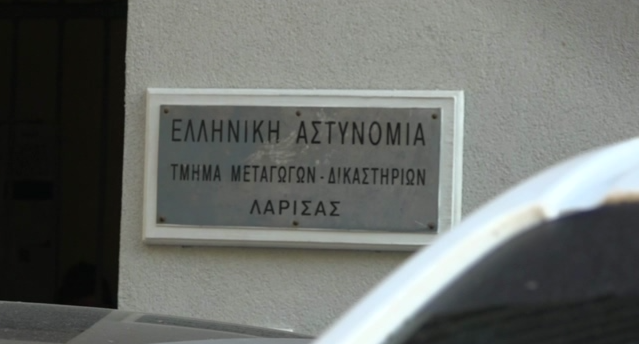 ΕΛΛΗΝΙΚΗ ΑΣΤΥΝΟΜΙΑ
ΤΜΗΜΑ ΜΕΤΑΓΩΓΩΝ - ΔΙΚΑΣΤΗΡΙΩΝ
ΛΑΡΙΣΑΣ